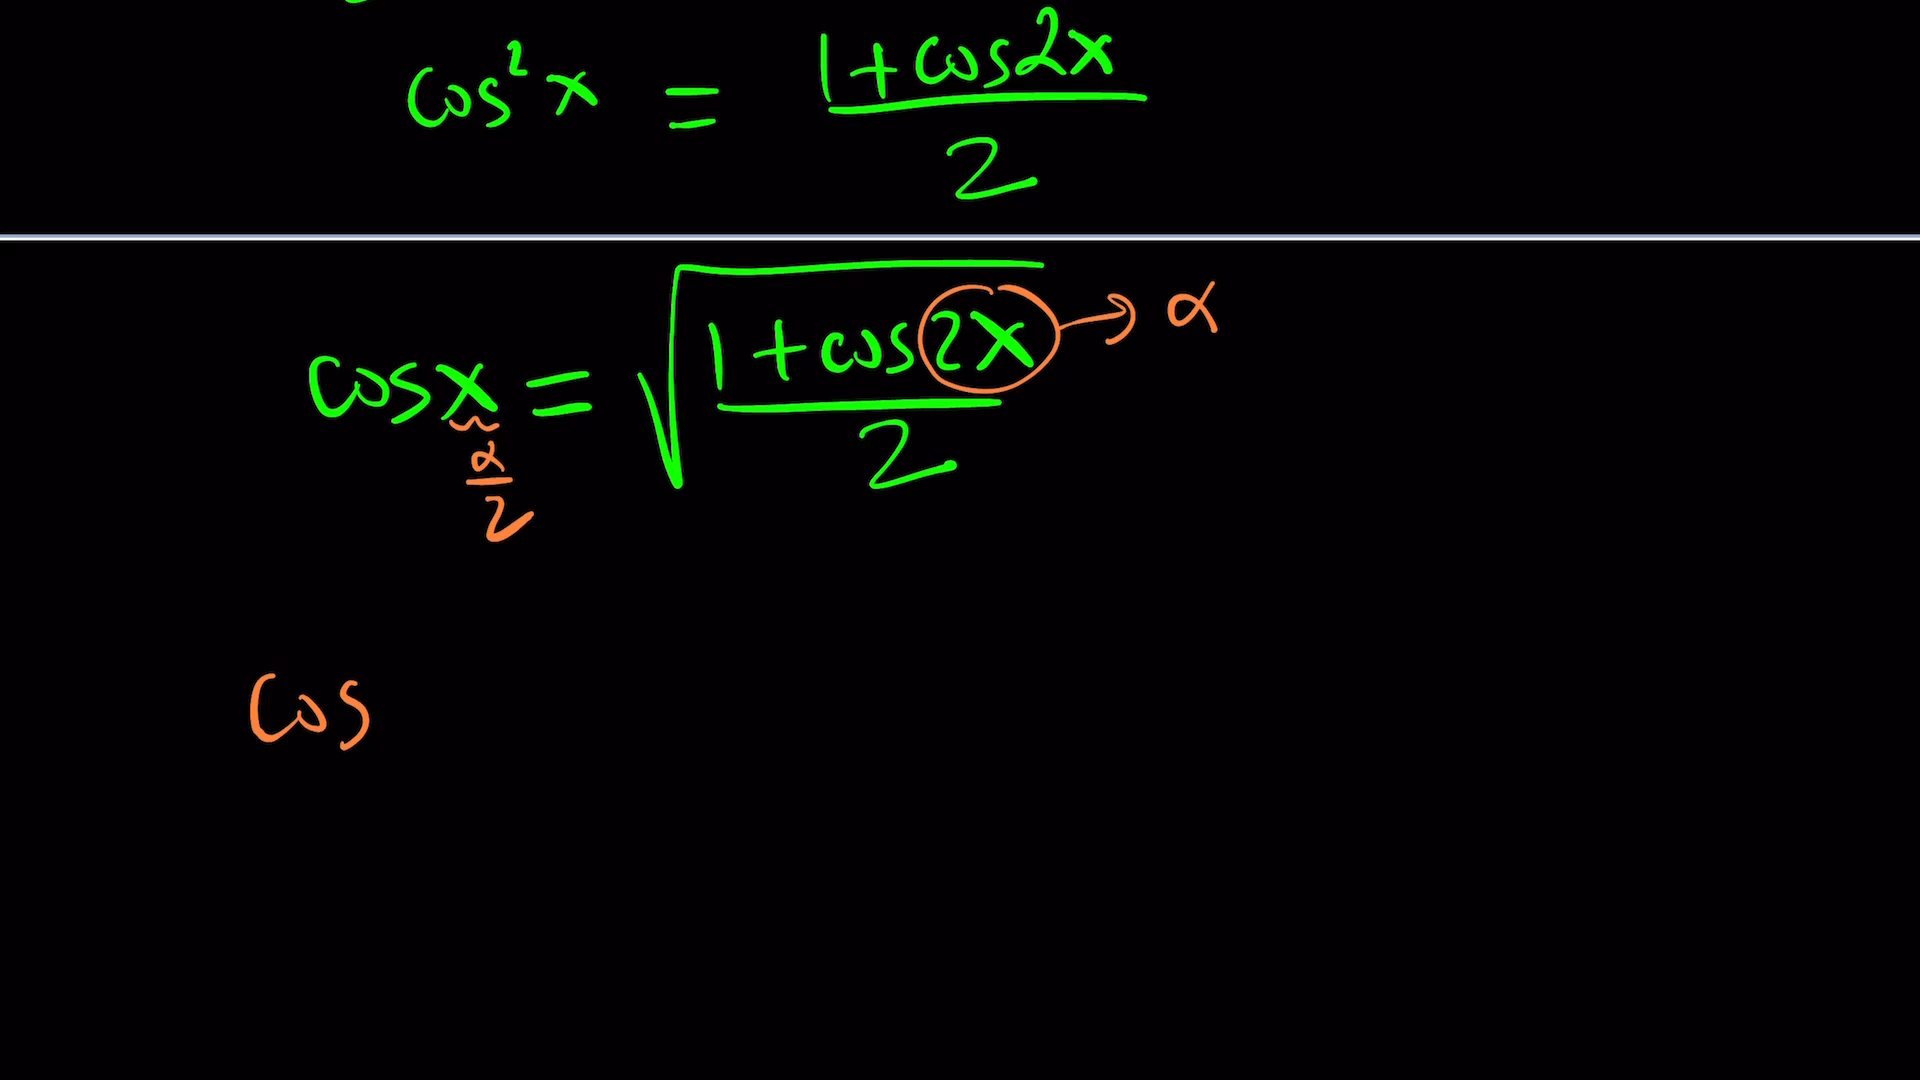 cos²x = (1+cos2x)/2
cosx = √((1+cos2x)/2) → α
α/2
cos